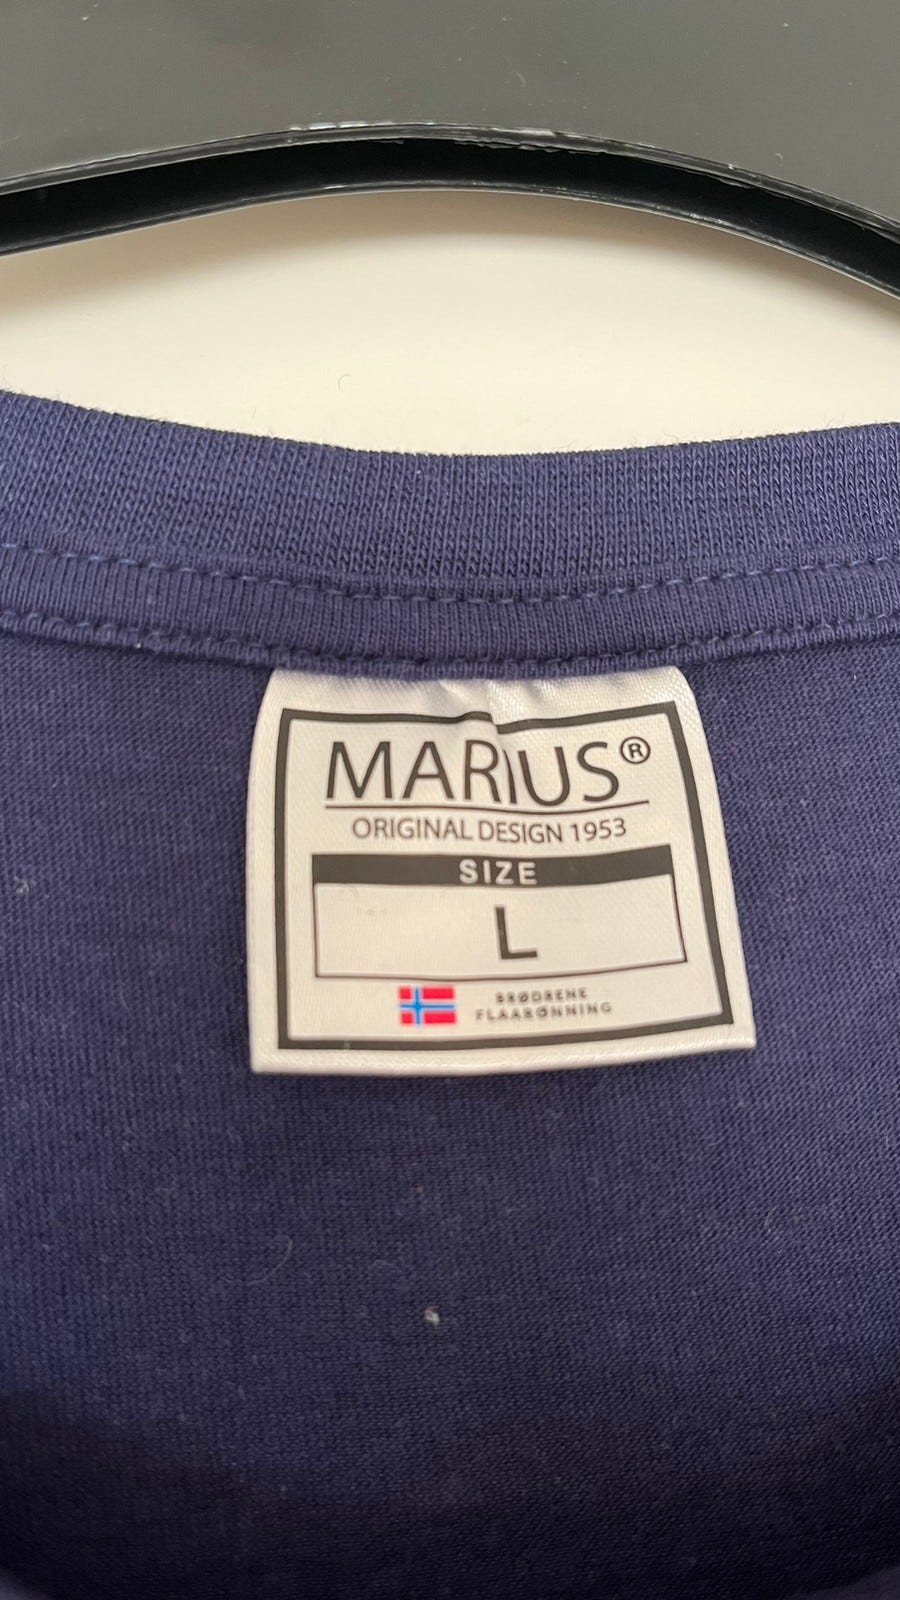 MARIUS®
ORIGINAL DESIGN 1953
SIZE
L
BRØDRENE
FLAARØNNING